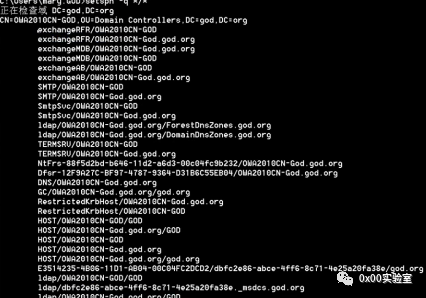 C:\Users\mary.GOD>setspn -q */*
正在检查域 DC=god,DC=org
CN=OWA2010CN-GOD,OU=Domain Controllers,DC=god,DC=org
exchangeRFR/OWA2010CN-GOD
exchangeRFR/OWA2010CN-God.god.org
exchangeMDB/OWA2010CN-GOD
exchangeMDB/OWA2010CN-God.god.org
exchangeAB/OWA2010CN-GOD
exchangeAB/OWA2010CN-God.god.org
SMTP/OWA2010CN-GOD
SMTP/OWA2010CN-God.god.org
SmtpSvc/OWA2010CN-GOD
SmtpSvc/OWA2010CN-God.god.org
ldap/OWA2010CN-God.god.org/ForestDnsZones.god.org
ldap/OWA2010CN-God.god.org/DomainDnsZones.god.org
TERMSRV/OWA2010CN-GOD
TERMSRV/OWA2010CN-God.god.org
NtFrs-88f5d2bd-b646-11d2-a6d3-00c04fc9b232/OWA2010CN-God.god.org
Dfsr-12F9A27C-BF97-4787-9364-D31B6C55EB04/OWA2010CN-God.god.org
DNS/OWA2010CN-God.god.org
GC/OWA2010CN-God.god.org/god.org
RestrictedKrbHost/OWA2010CN-God.god.org
RestrictedKrbHost/OWA2010CN-GOD
HOST/OWA2010CN-GOD/GOD
HOST/OWA2010CN-God.god.org/GOD
HOST/OWA2010CN-GOD
HOST/OWA2010CN-God.god.org
HOST/OWA2010CN-God.god.org/god.org
E3514235-4B06-11D1-AB04-00C04FC2DCD2/dbfc2e86-abce-4ff6-8c71-4e25a20fa38e/god.org
ldap/OWA2010CN-GOD/GOD
ldap/dbfc2e86-abce-4ff6-8c71-4e25a20fa38e._msdcs.god.org
ldap/OWA2010CN-God.god.org/GOD
0x00实验室